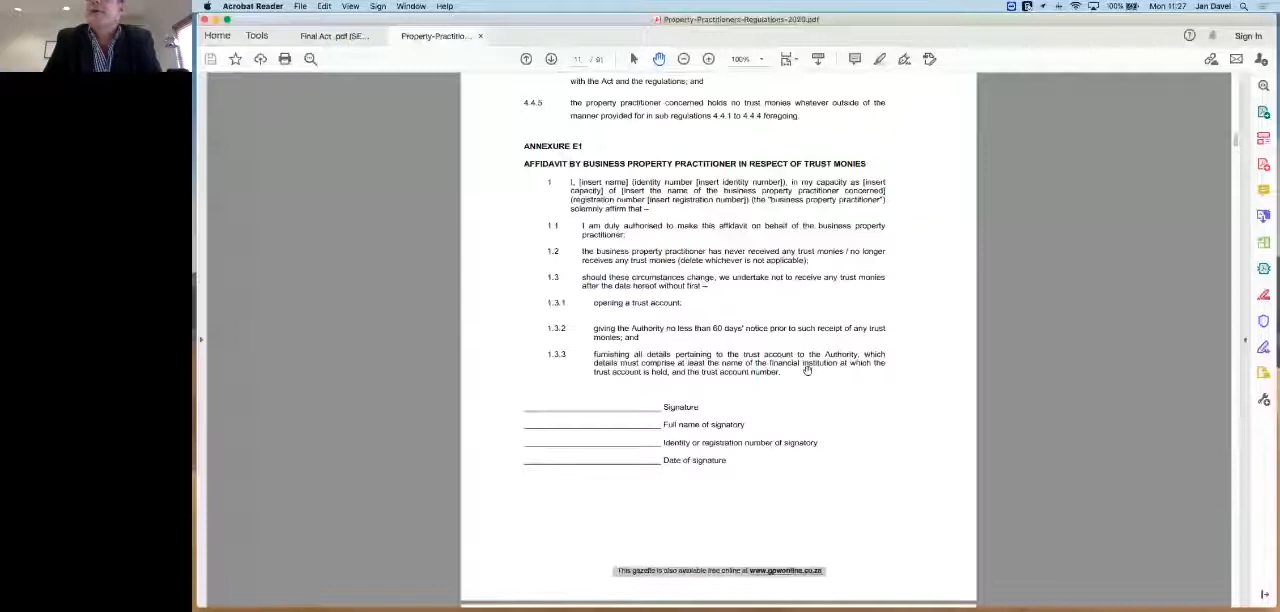 Acrobat Reader File Edit View Sign Window Help
100% Mon 11:27 Jan Davel
Property-Practitioners-Regulations-2020.pdf
Home Tools Final Act .pdf (SE... Property-Practitio... × Sign In
11 / 91 100%
with the Act and the regulations; and
4.4.5 the property practitioner concerned holds no trust monies whatever outside of the
manner provided for in sub regulations 4.4.1 to 4.4.4 foregoing.
ANNEXURE E1
AFFIDAVIT BY BUSINESS PROPERTY PRACTITIONER IN RESPECT OF TRUST MONIES
1 I, [insert name] (identity number [insert identity number]), in my capacity as [insert
capacity] of [insert the name of the business property practitioner concerned]
(registration number [insert registration number]) (the "business property practitioner")
solemnly affirm that –
1.1 I am duly authorised to make this affidavit on behalf of the business property
practitioner;
1.2 the business property practitioner has never received any trust monies / no longer
receives any trust monies (delete whichever is not applicable);
1.3 should these circumstances change, we undertake not to receive any trust monies
after the date hereof without first –
1.3.1 opening a trust account;
1.3.2 giving the Authority no less than 60 days' notice prior to such receipt of any trust
monies; and
1.3.3 furnishing all details pertaining to the trust account to the Authority, which
details must comprise at least the name of the financial institution at which the
trust account is held, and the trust account number.
Signature
Full name of signatory
Identity or registration number of signatory
Date of signature
This gazette is also available free online at www.gpwonline.co.za